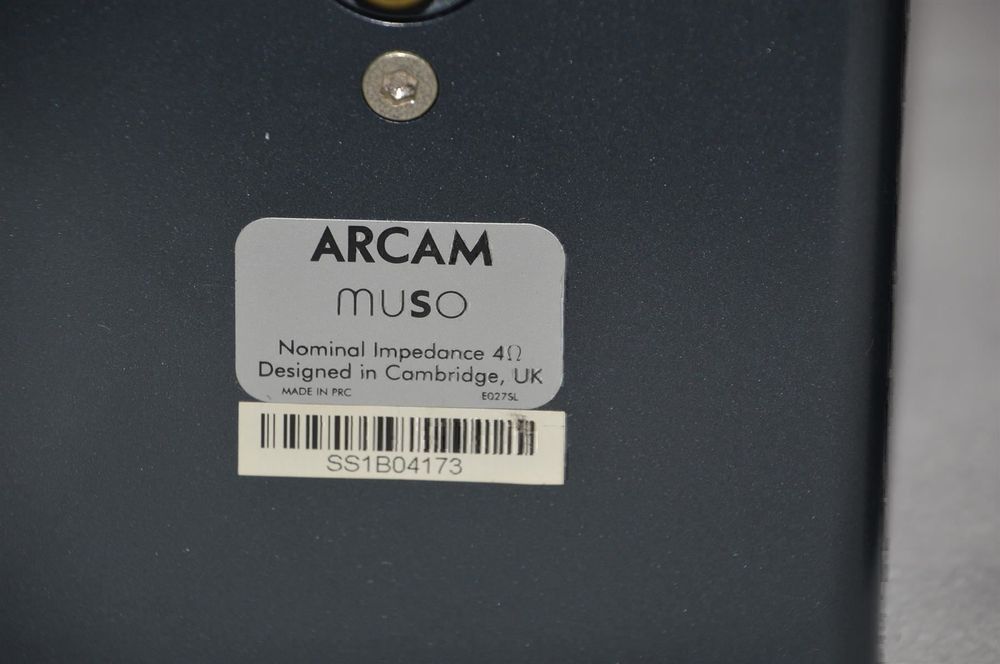 ARCAM
muso
Nominal Impedance 4Ω
Designed in Cambridge, UK
MADE IN PRC E027SL
SS1B04173